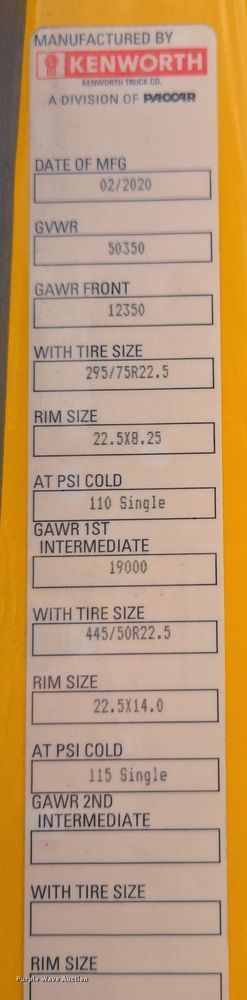 MANUFACTURED BY
KENWORTH
KENWORTH TRUCK CO.
A DIVISION OF PACCAR
DATE OF MFG
02/2020
GVWR
50350
GAWR FRONT
12350
WITH TIRE SIZE
295/75R22.5
RIM SIZE
22.5X8.25
AT PSI COLD
110 Single
GAWR 1ST
INTERMEDIATE
19000
WITH TIRE SIZE
445/50R22.5
RIM SIZE
22.5X14.0
AT PSI COLD
115 Single
GAWR 2ND
INTERMEDIATE
WITH TIRE SIZE
RIM SIZE
Purple Wave Auction